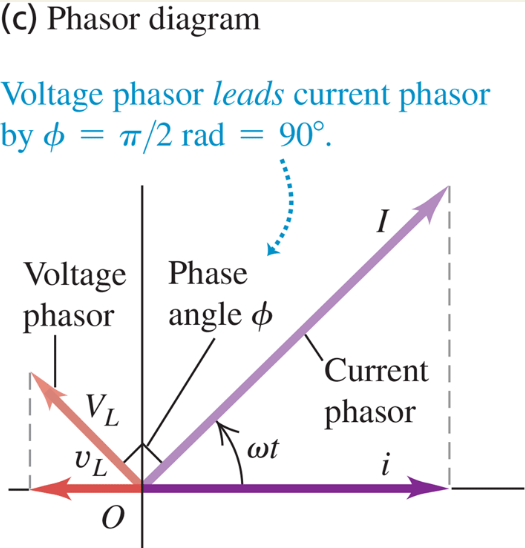 (c) Phasor diagram
Voltage phasor leads current phasor
by ϕ = π/2 rad = 90°.
I
Voltage
phasor
Phase
angle ϕ
Current
phasor
V_L
υ_L
ωt
i
O